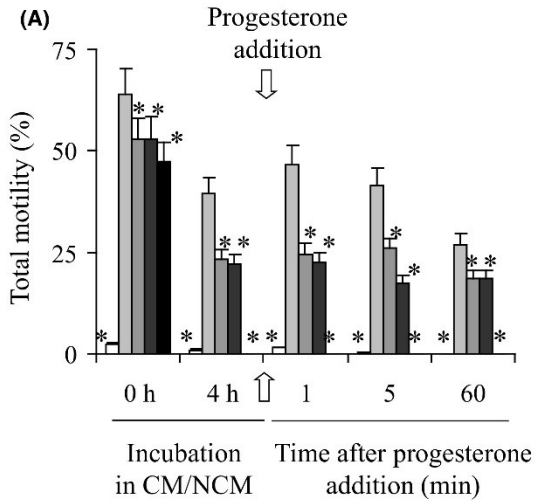 (A)
Progesterone
addition
Total motility (%)
75
50
25
0
* * *
* * * *
* * *
* * *
* * * *
*
0 h 4 h 1 5 60
Incubation
in CM/NCM
Time after progesterone
addition (min)